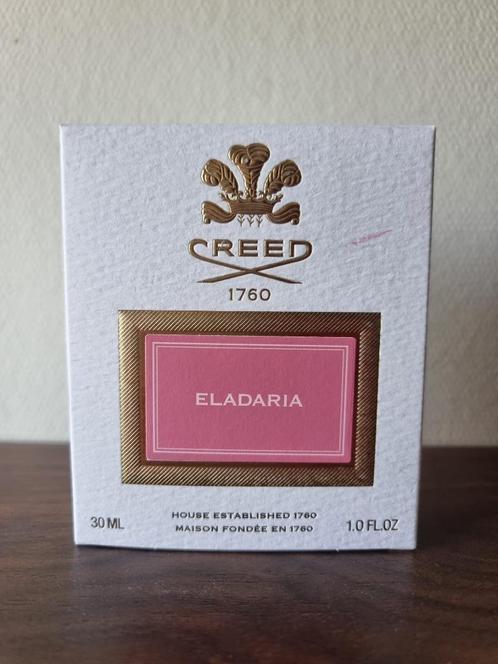 CREED
1760
ELADARIA
HOUSE ESTABLISHED 1760
MAISON FONDÉE EN 1760
30 ML
1.0 FL.OZ